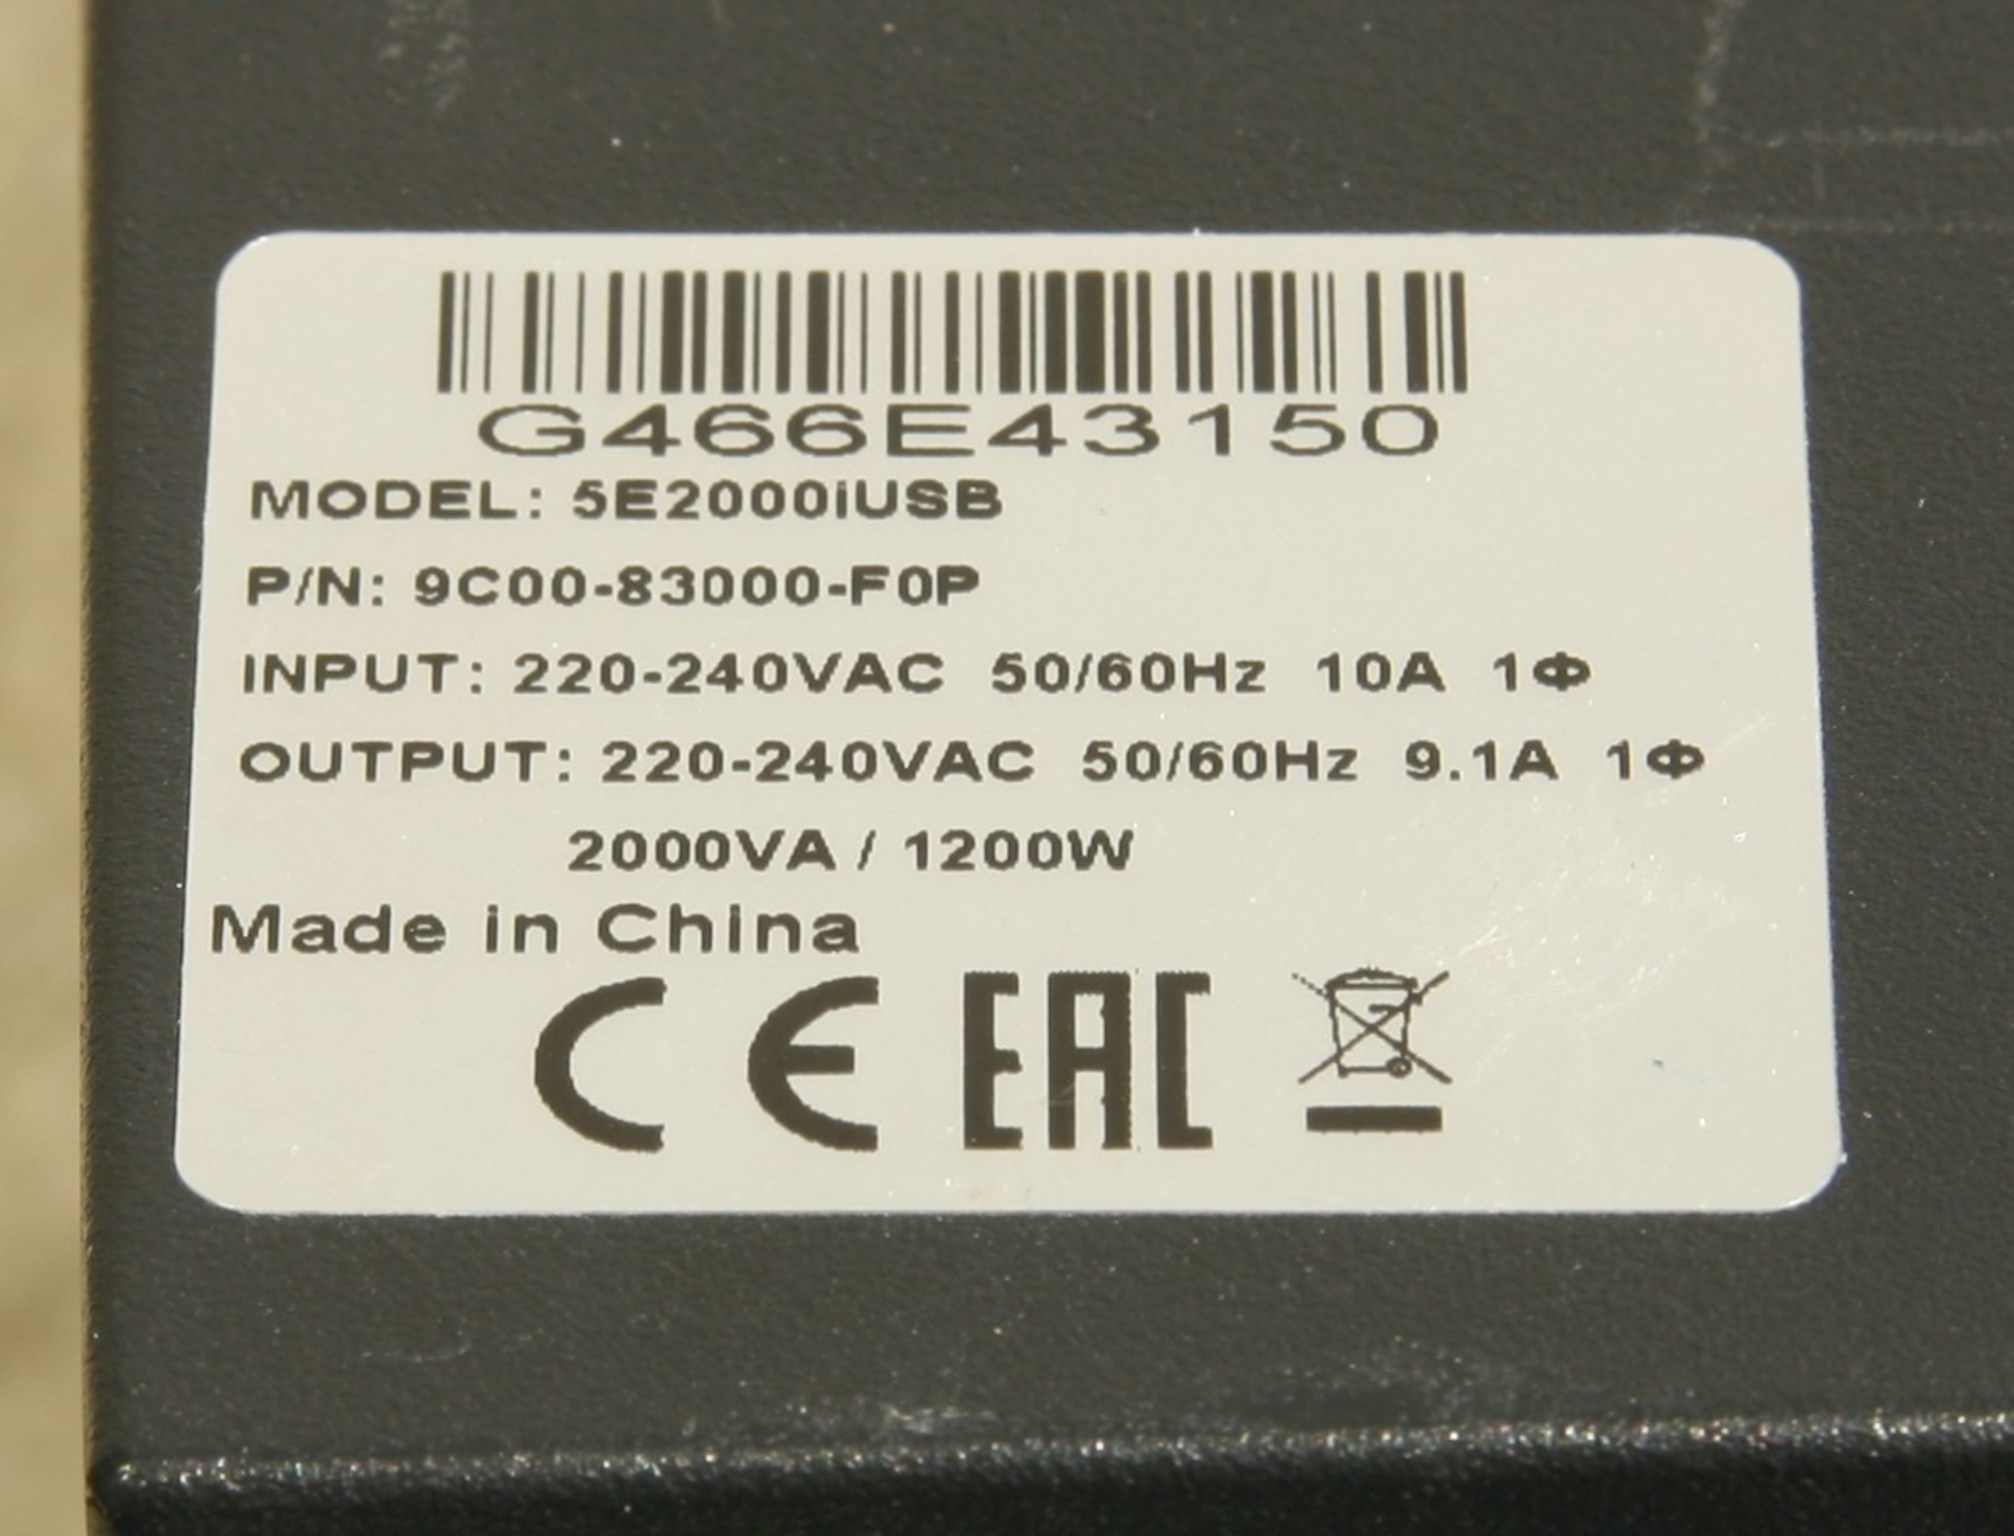 G466E43150
MODEL: 5E2000iUSB
P/N: 9C00-83000-F0P
INPUT: 220-240VAC 50/60Hz 10A 1Φ
OUTPUT: 220-240VAC 50/60Hz 9.1A 1Φ
2000VA / 1200W
Made in China
CE EAC